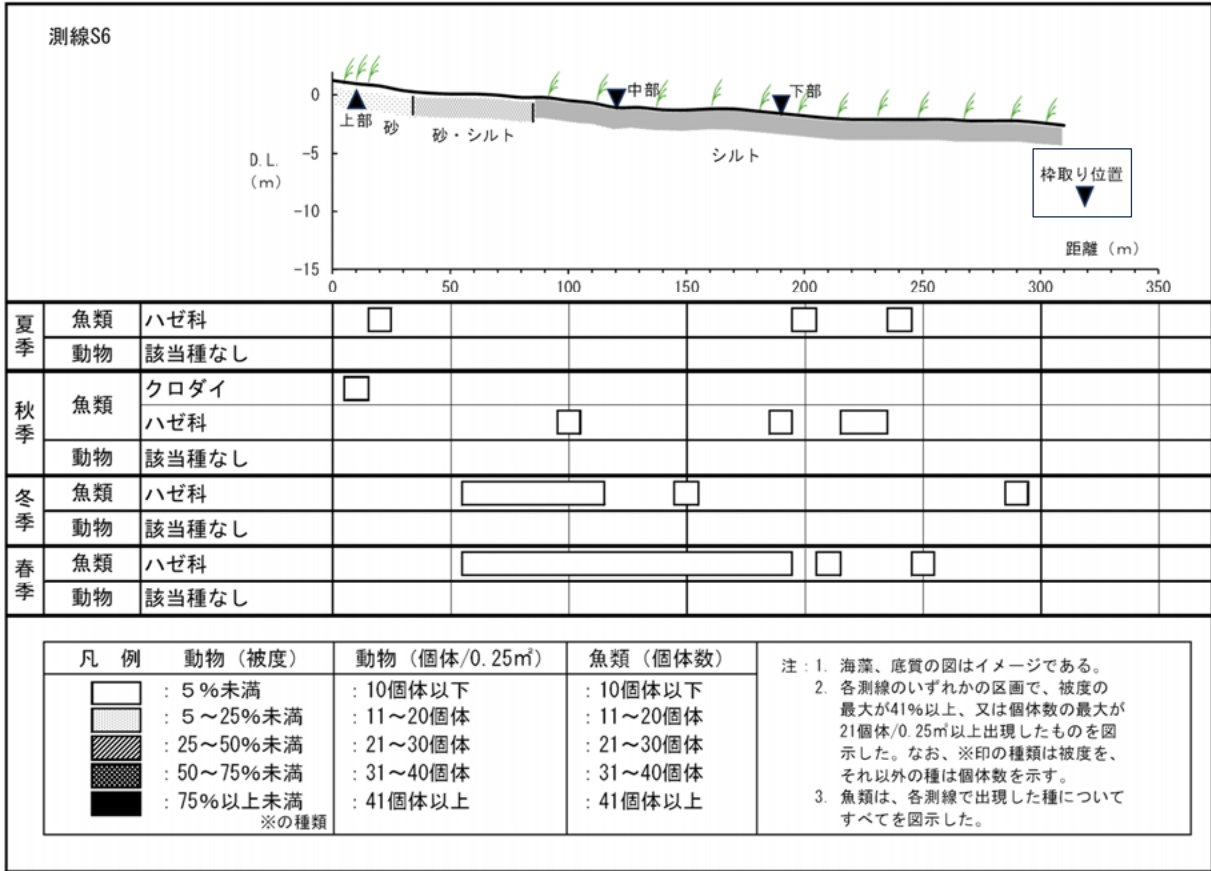 測線S6
0
-5
-10
-15
D.L.
(m)
上部
砂
砂・シルト
中部
下部
シルト
枠取り位置
距離(m)
0 50 100 150 200 250 300 350
夏季 魚類 ハゼ科
動物 該当種なし
秋季 魚類 クロダイ
ハゼ科
動物 該当種なし
冬季 魚類 ハゼ科
動物 該当種なし
春季 魚類 ハゼ科
動物 該当種なし
凡 例 動物(被度) 動物(個体/0.25㎡) 魚類(個体数)
:5%未満 :10個体以下 :10個体以下
:5~25%未満 :11~20個体 :11~20個体
:25~50%未満 :21~30個体 :21~30個体
:50~75%未満 :31~40個体 :31~40個体
:75%以上未満 :41個体以上 :41個体以上
※の種類
注:1. 海藻、底質の図はイメージである。
2. 各測線のいずれかの区画で、被度の
最大が41%以上、又は個体数の最大が
21個体/0.25㎡以上出現したものを図
示した。なお、※印の種類は被度を、
それ以外の種は個体数を示す。
3. 魚類は、各測線で出現した種について
すべてを図示した。